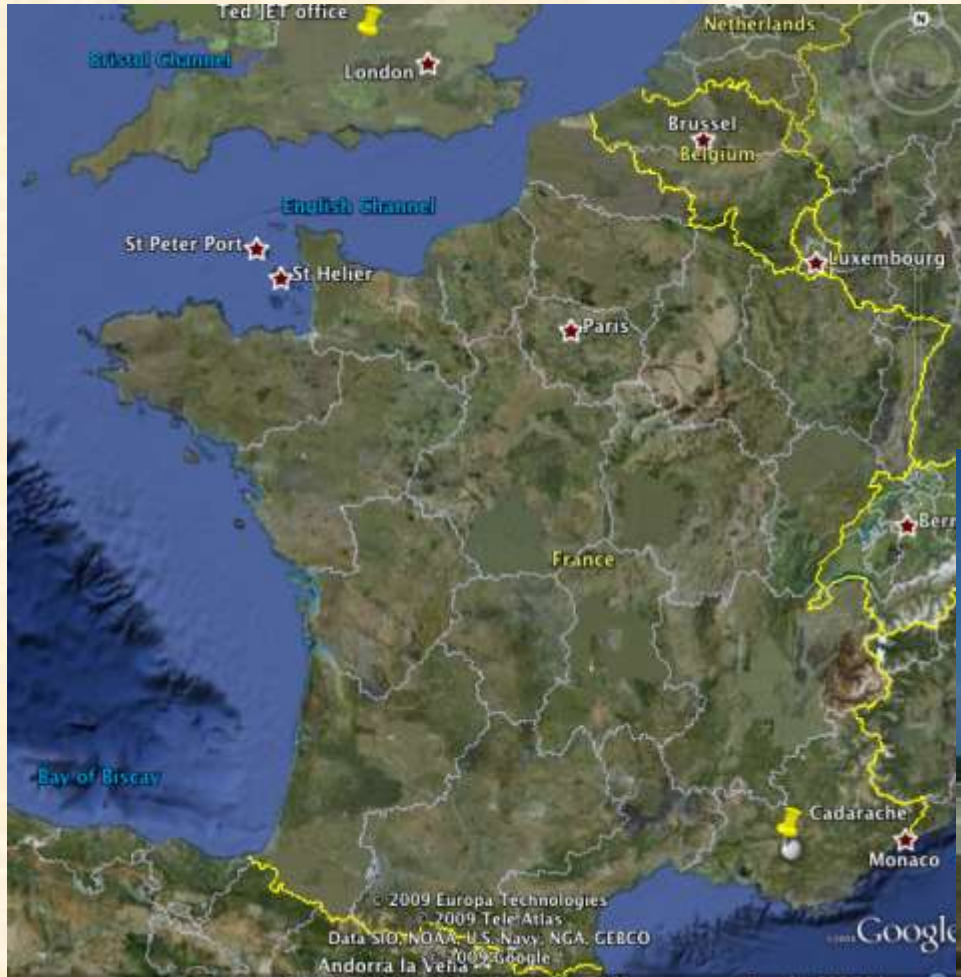 Ted JET office
Netherlands
N
Bristol Channel
London
Brussel
Belgium
English Channel
St Peter Port
St Helier
Luxembourg
Paris
Bern
France
Bay of Biscay
Cadarache
Monaco
© 2009 Europa Technologies
© 2009 Tele Atlas
Data SIO, NOAA, U.S. Navy, NGA, GEBCO
© 2009 Google
Google
Andorra la Vella